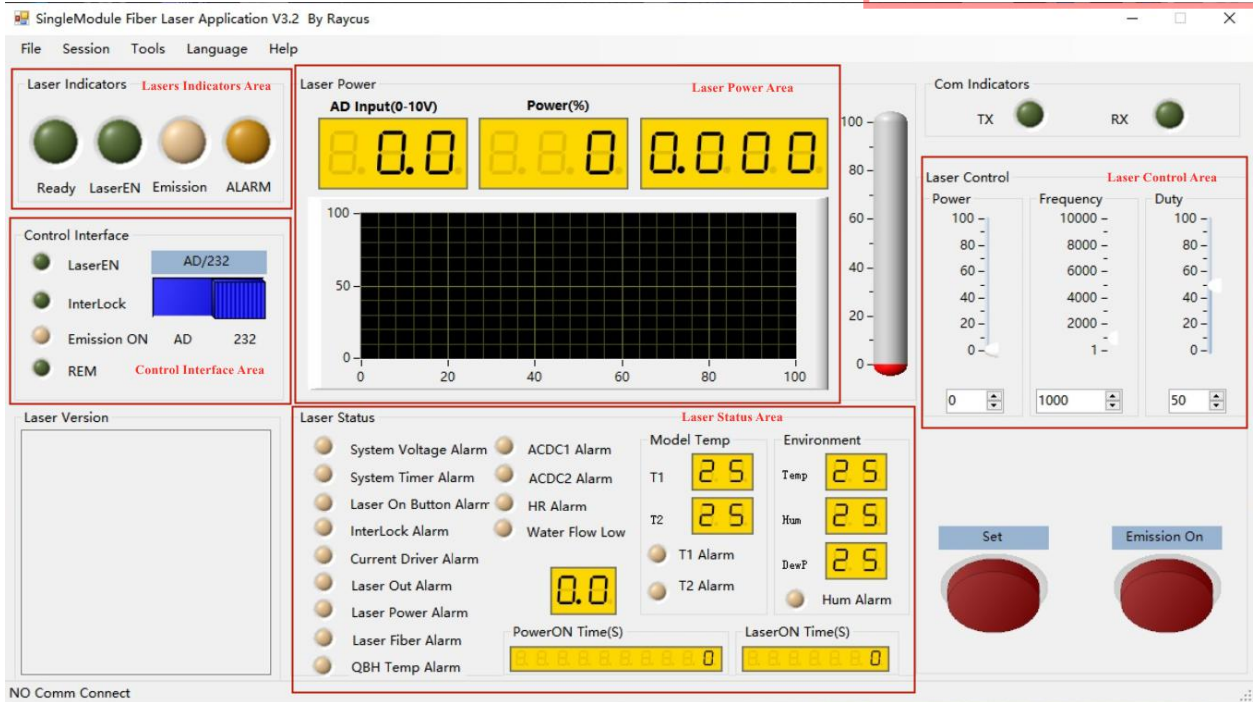 SingleModule Fiber Laser Application V3.2 By Raycus
File Session Tools Language Help
Laser Indicators Lasers Indicators Area
Ready LaserEN Emission ALARM
Control Interface
LaserEN
InterLock
Emission ON
REM
AD/232
AD 232
Control Interface Area
Laser Version
Laser Power Laser Power Area
AD Input(0-10V) Power(%)
0.0 0 0.000
100
50
0
0 20 40 60 80 100
100
80
60
40
20
0
Com Indicators
TX RX
Laser Control Laser Control Area
Power Frequency Duty
100 10000 100
80 8000 80
60 6000 60
40 4000 40
20 2000 20
0 1 0
0 1000 50
Laser Status Laser Status Area
System Voltage Alarm
System Timer Alarm
Laser On Button Alarm
InterLock Alarm
Current Driver Alarm
Laser Out Alarm
Laser Power Alarm
Laser Fiber Alarm
QBH Temp Alarm
ACDC1 Alarm
ACDC2 Alarm
HR Alarm
Water Flow Low
0.0
Model Temp
T1 25
T2 25
T1 Alarm
T2 Alarm
Environment
Temp 25
Hum 25
DewP 25
Hum Alarm
PowerON Time(S)
0
LaserON Time(S)
0
Set
Emission On
NO Comm Connect